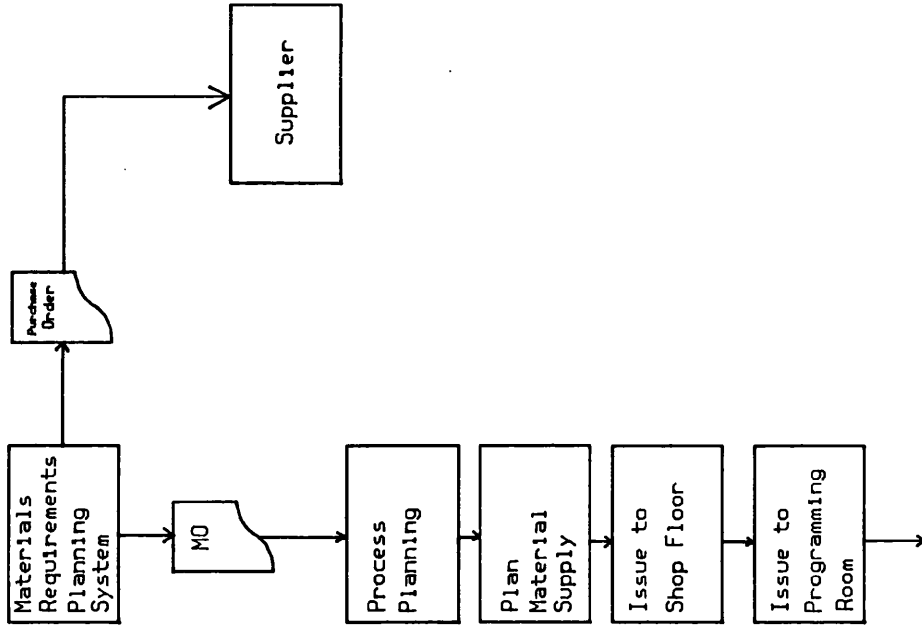 Materials
Requirements
Planning
System
Purchase
Order
Supplier
MO
Process
Planning
Plan
Material
Supply
Issue to
Shop Floor
Issue to
Programming
Room